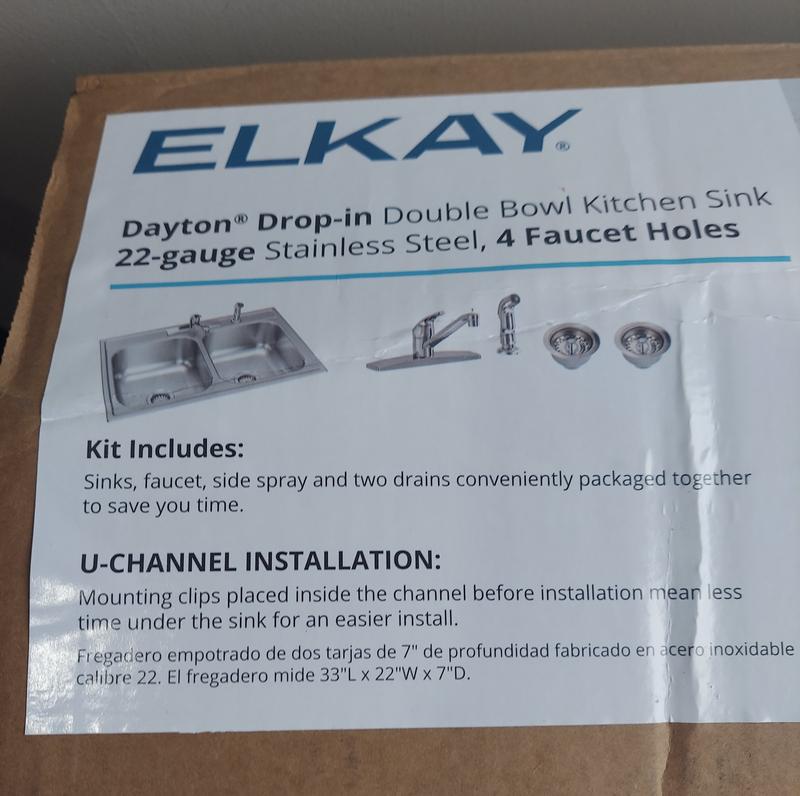 ELKAY®
Dayton® Drop-in Double Bowl Kitchen Sink
22-gauge Stainless Steel, 4 Faucet Holes
Kit Includes:
Sinks, faucet, side spray and two drains conveniently packaged together
to save you time.
U-CHANNEL INSTALLATION:
Mounting clips placed inside the channel before installation mean less
time under the sink for an easier install.
Fregadero empotrado de dos tarjas de 7" de profundidad fabricado en acero inoxidable
calibre 22. El fregadero mide 33"L x 22"W x 7"D.